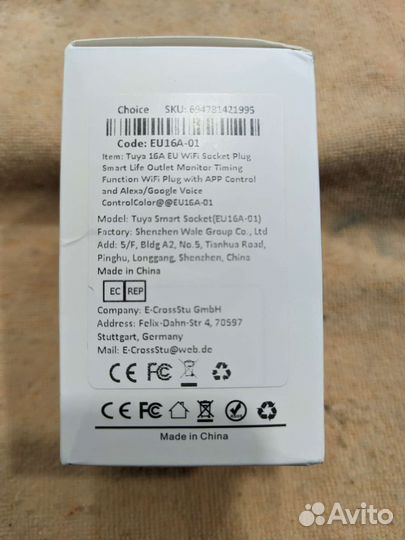 Choice SKU: 694781421995
Code: EU16A-01
Item: Tuya 16A EU WiFi Socket Plug
Smart Life Outlet Monitor Timing
Function WiFi Plug with APP Control
and Alexa/Google Voice
ControlColor@@EU16A-01
Model: Tuya Smart Socket(EU16A-01)
Factory: Shenzhen Wale Group Co., Ltd
Add: 5/F, Bldg A2, No.5, Tianhua Road,
Pinghu, Longgang, Shenzhen, China
Made in China
EC REP
Company: E-CrossStu GmbH
Address: Felix-Dahn-Str 4, 70597
Stuttgart, Germany
Mail: E-CrossStu@web.de
CE FC
CE FC
Made in China
Avito